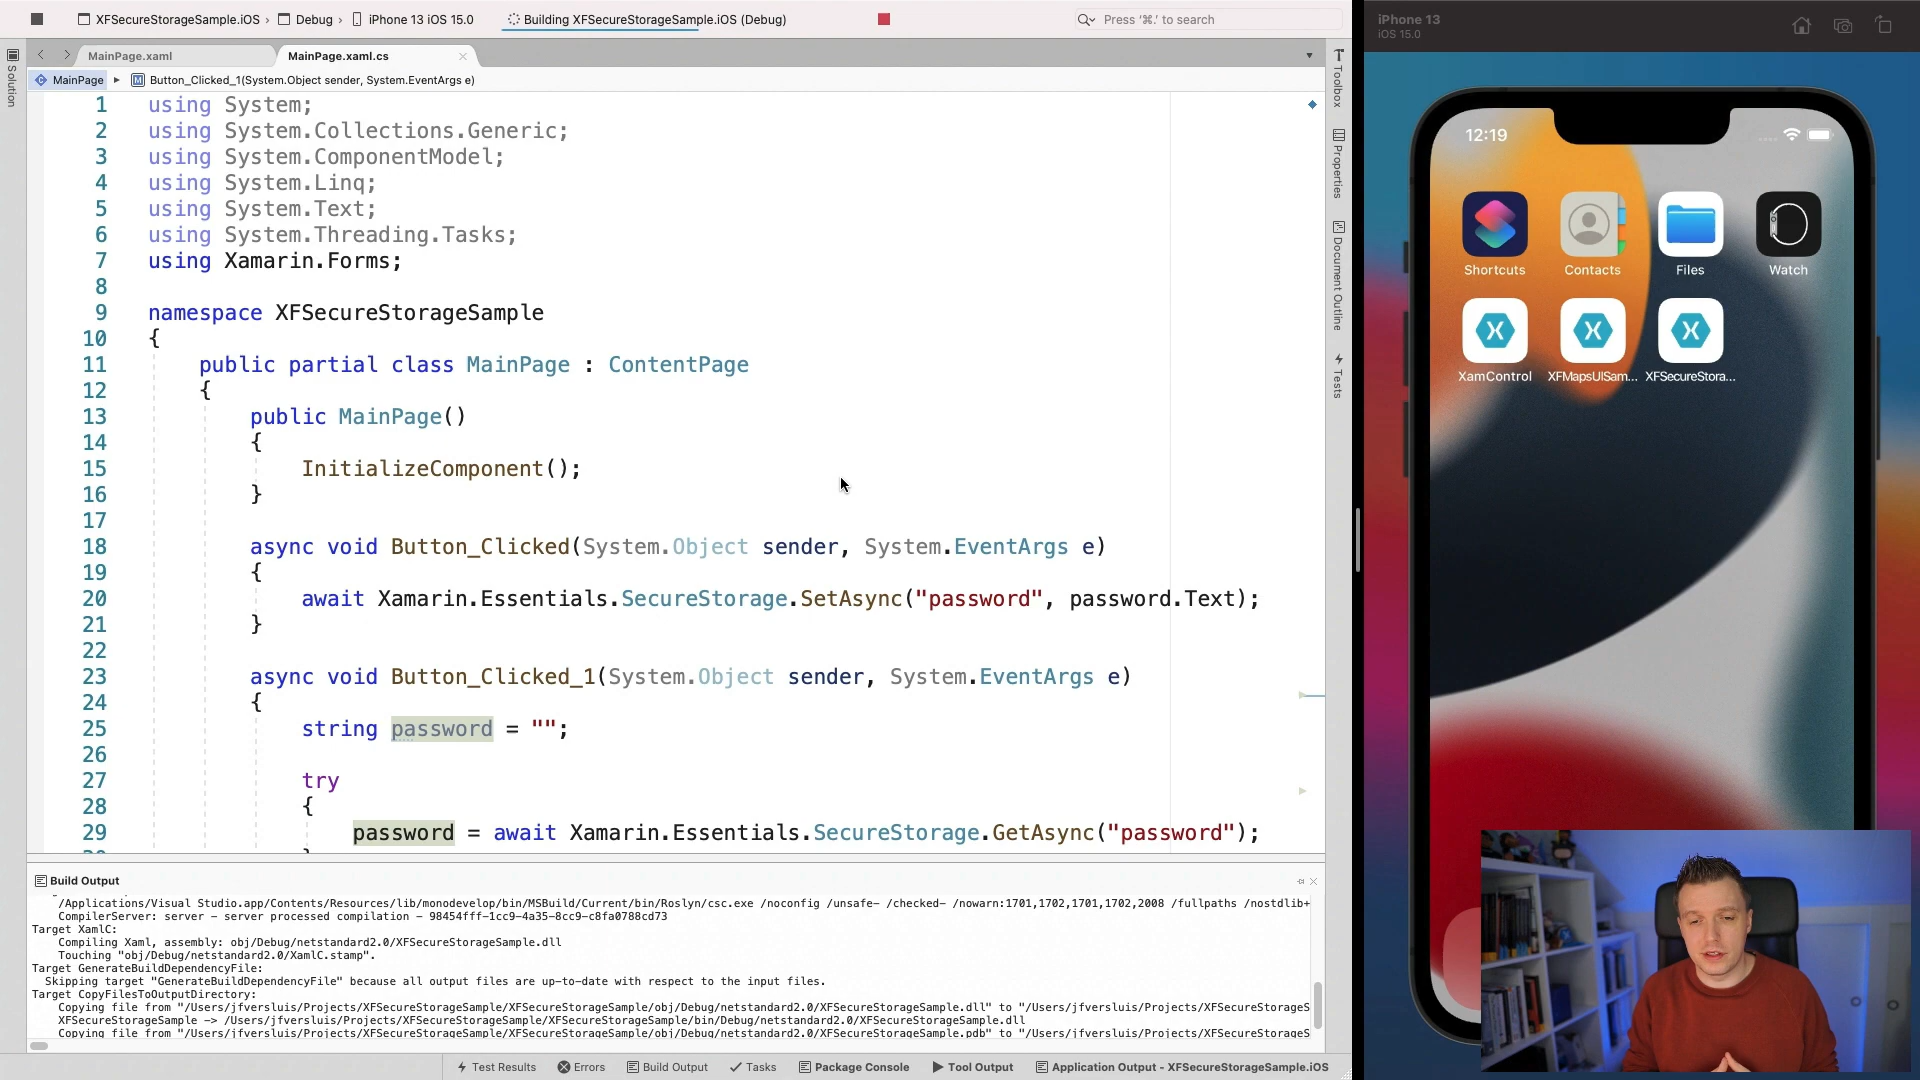 XFSecureStorageSample.iOS › Debug › iPhone 13 iOS 15.0
Building XFSecureStorageSample.iOS (Debug)
Press ‘⌘.’ to search
iPhone 13
iOS 15.0
MainPage.xaml
MainPage.xaml.cs
MainPage
Button_Clicked_1(System.Object sender, System.EventArgs e)
Solution
Toolbox
Properties
Document Outline
Tests
1 using System;
2 using System.Collections.Generic;
3 using System.ComponentModel;
4 using System.Linq;
5 using System.Text;
6 using System.Threading.Tasks;
7 using Xamarin.Forms;
8
9 namespace XFSecureStorageSample
10 {
11 public partial class MainPage : ContentPage
12 {
13 public MainPage()
14 {
15 InitializeComponent();
16 }
17
18 async void Button_Clicked(System.Object sender, System.EventArgs e)
19 {
20 await Xamarin.Essentials.SecureStorage.SetAsync("password", password.Text);
21 }
22
23 async void Button_Clicked_1(System.Object sender, System.EventArgs e)
24 {
25 string password = "";
26
27 try
28 {
29 password = await Xamarin.Essentials.SecureStorage.GetAsync("password");
12:19
Shortcuts
Contacts
Files
Watch
XamControl
XFMapsUISam...
XFSecureStora...
Build Output
/Applications/Visual Studio.app/Contents/Resources/lib/monodevelop/bin/MSBuild/Current/bin/Roslyn/csc.exe /noconfig /unsafe- /checked- /nowarn:1701,1702,1701,1702,2008 /fullpaths /nostdlib+
CompilerServer: server - server processed compilation - 98454fff-1cc9-4a35-8cc9-c8fa0788cd73
Target XamlC:
Compiling Xaml, assembly: obj/Debug/netstandard2.0/XFSecureStorageSample.dll
Touching "obj/Debug/netstandard2.0/XamlC.stamp".
Target GenerateBuildDependencyFile:
Skipping target "GenerateBuildDependencyFile" because all output files are up-to-date with respect to the input files.
Target CopyFilesToOutputDirectory:
Copying file from "/Users/jfversluis/Projects/XFSecureStorageSample/XFSecureStorageSample/obj/Debug/netstandard2.0/XFSecureStorageSample.dll" to "/Users/jfversluis/Projects/XFSecureStorageS
XFSecureStorageSample -> /Users/jfversluis/Projects/XFSecureStorageSample/XFSecureStorageSample/bin/Debug/netstandard2.0/XFSecureStorageSample.dll
Copying file from "/Users/jfversluis/Projects/XFSecureStorageSample/XFSecureStorageSample/obj/Debug/netstandard2.0/XFSecureStorageSample.pdb" to "/Users/jfversluis/Projects/XFSecureStorageS
Test Results
Errors
Build Output
Tasks
Package Console
Tool Output
Application Output - XFSecureStorageSample.iOS